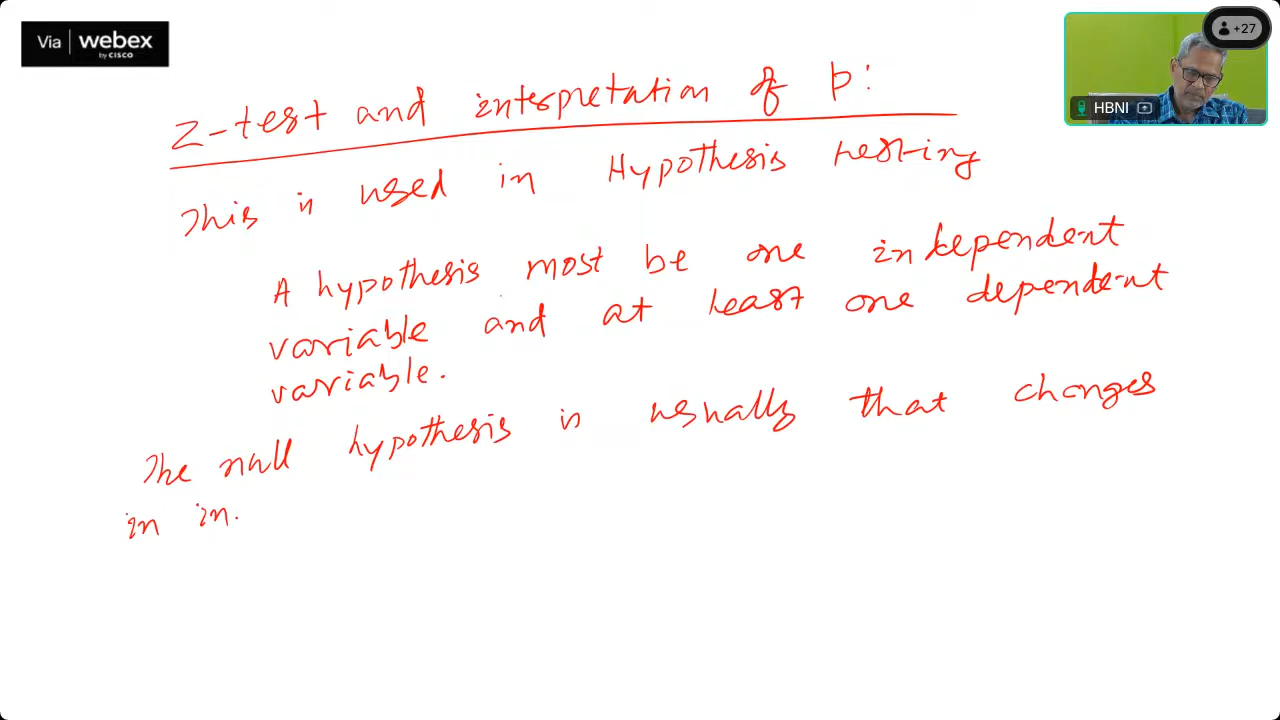 Via webex
by CISCO
+27
HBNI
Z-test and interpretation of p:
This is used in Hypothesis testing
A hypothesis most be one independent
variable and at least one dependent
variable.
The null hypothesis is usually that changes
in in.